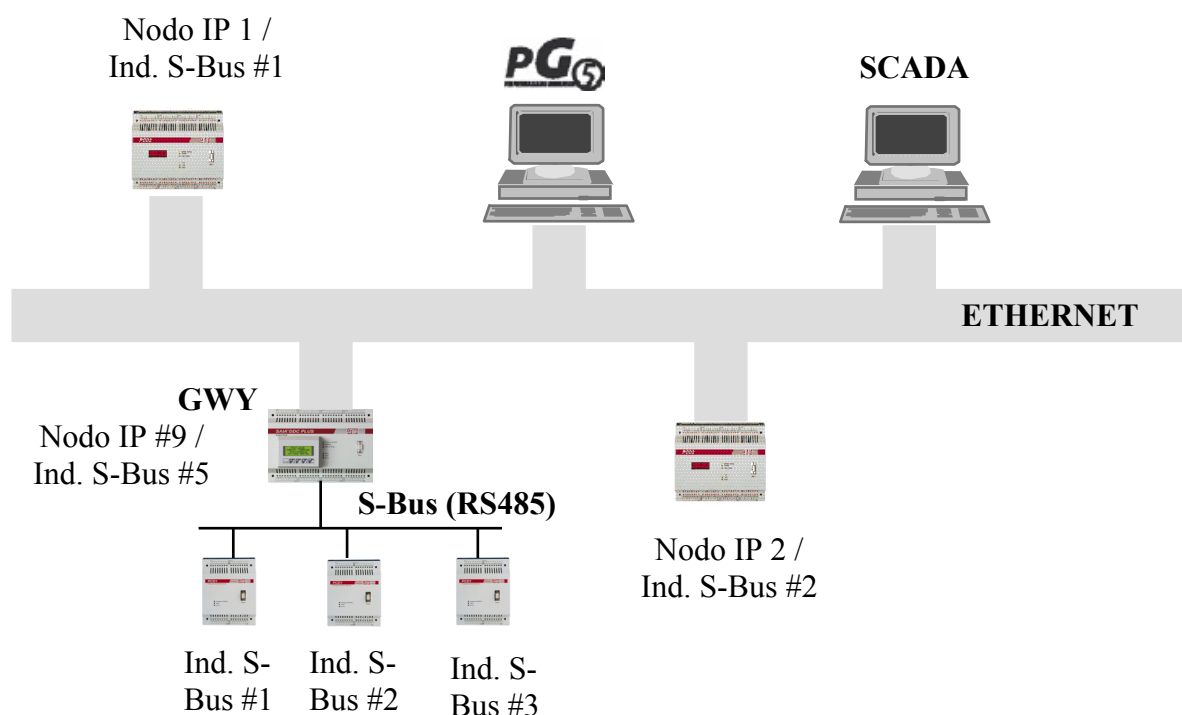 Nodo IP 1 /
Ind. S-Bus #1
PG5
SCADA
ETHERNET
GWY
Nodo IP #9 /
Ind. S-Bus #5
S-Bus (RS485)
Nodo IP 2 /
Ind. S-Bus #2
Ind. S-
Bus #1
Ind. S-
Bus #2
Ind. S-
Bus #3